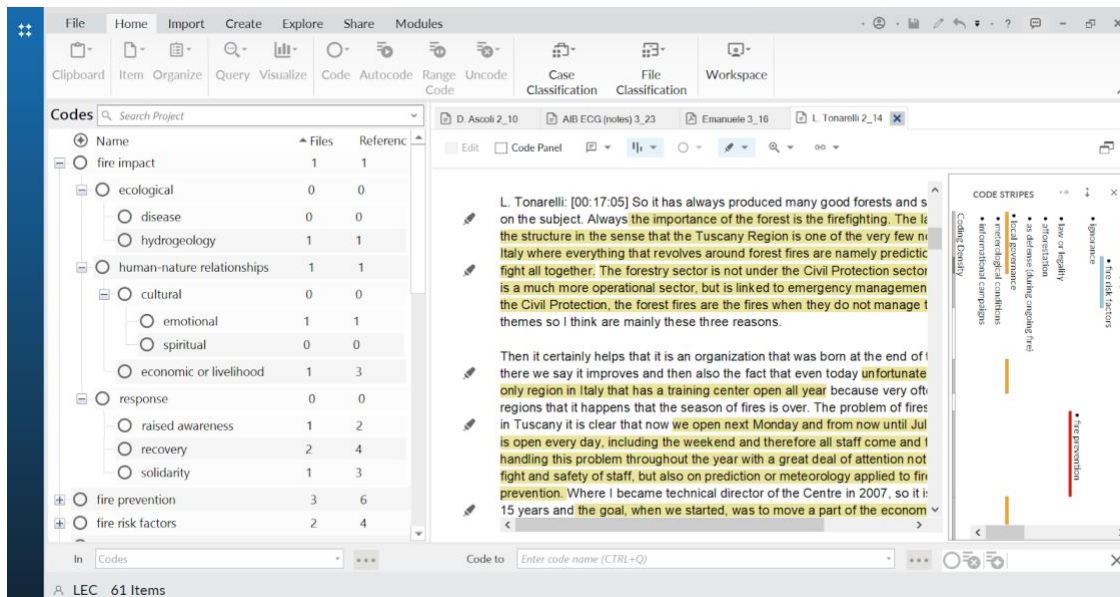 File Home Import Create Explore Share Modules
Clipboard Item Organize Query Visualize Code Autocode Range Code Uncode Case Classification File Classification Workspace
Codes Search Project
D. Ascoli 2_10 AIB ECG (notes) 3_23 Emanuele 3_16 L. Tonarelli 2_14
Edit Code Panel
Name Files Referenc
fire impact 1 1
ecological 0 0
disease 0 0
hydrogeology 1 1
human-nature relationships 1 1
cultural 0 0
emotional 1 1
spiritual 0 0
economic or livelihood 1 3
response 0 0
raised awareness 1 2
recovery 2 4
solidarity 1 3
fire prevention 3 6
fire risk factors 2 4
L. Tonarelli: [00:17:05] So it has always produced many good forests and s
on the subject. Always the importance of the forest is the firefighting. The la
the structure in the sense that the Tuscany Region is one of the very few
Italy where everything that revolves around forest fires are namely predictic
fight all together. The forestry sector is not under the Civil Protection sector
is a much more operational sector, but is linked to emergency managemen
the Civil Protection, the forest fires are the fires when they do not manage t
themes so I think are mainly these three reasons.
Then it certainly helps that it is an organization that was born at the end of
there we say it improves and then also the fact that even today unfortunate
only region in Italy that has a training center open all year because very oft
regions that it happens that the season of fires is over. The problem of fires
in Tuscany it is clear that now we open next Monday and from now until Jul
is open every day, including the weekend and therefore all staff come and
handling this problem throughout the year with a great deal of attention not
fight and safety of staff, but also on prediction or meteorology applied to fire
prevention. Where I became technical director of the Centre in 2007, so it is
15 years and the goal, when we started, was to move a part of the econom
CODE STRIPES
fire risk factors
ignorance
fire prevention
law or legality
afforestation
as defense (during ongoing fire)
local governance
meterological conditions
informational campaigns
Coding Density
In Codes
Code to Enter code name (CTRL+Q)
LEC 61 Items